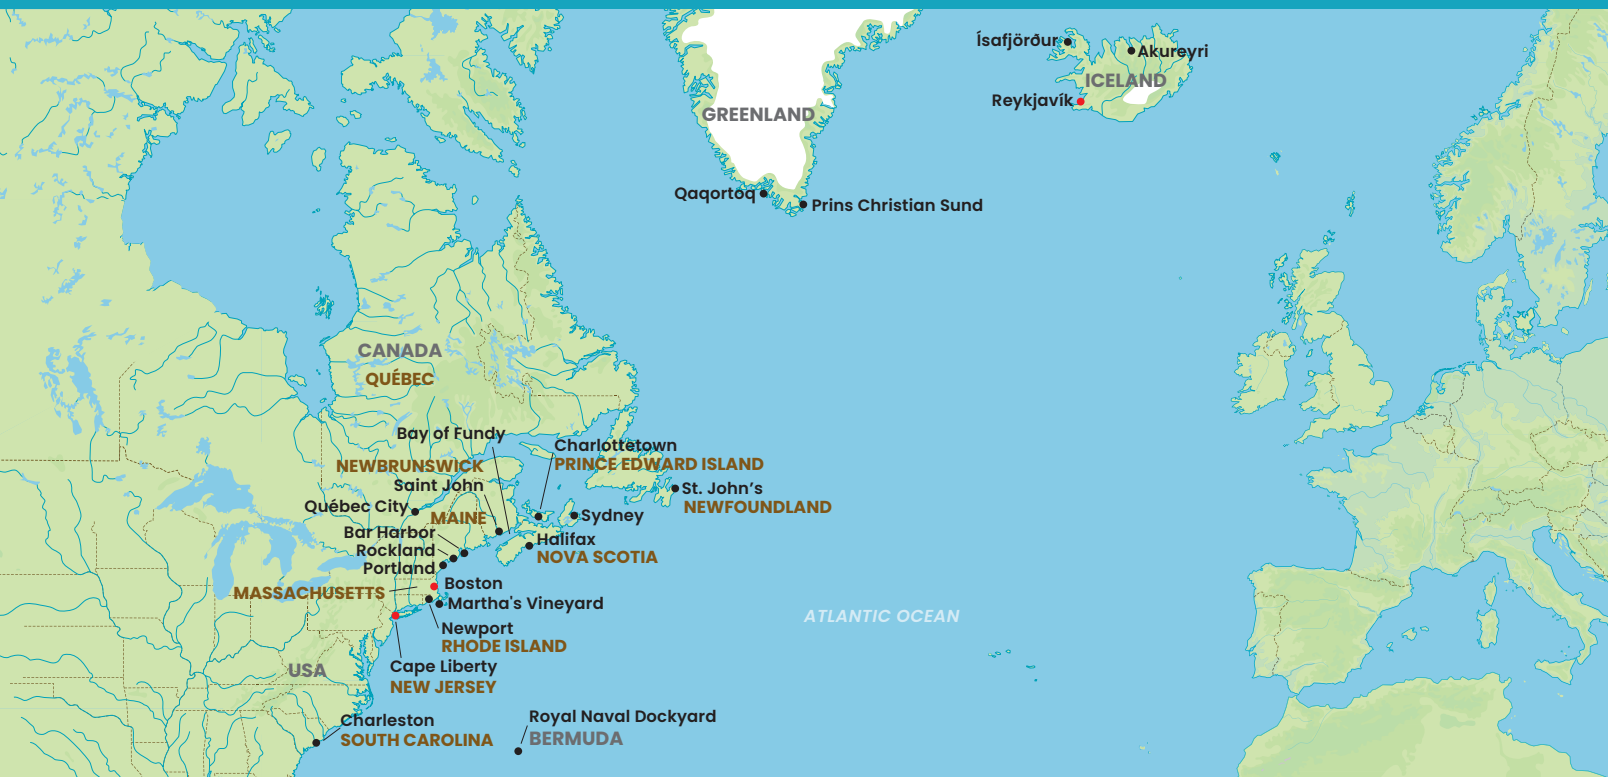 Ísafjörður
Akureyri
ICELAND
Reykjavík
GREENLAND
Qaqortoq
Prins Christian Sund
CANADA
QUÉBEC
Bay of Fundy
Charlottetown
PRINCE EDWARD ISLAND
NEWBRUNSWICK
Saint John
St. John’s
NEWFOUNDLAND
Québec City
MAINE
Sydney
Bar Harbor
Halifax
Rockland
NOVA SCOTIA
Portland
Boston
MASSACHUSETTS
Martha's Vineyard
ATLANTIC OCEAN
Newport
RHODE ISLAND
Cape Liberty
USA
NEW JERSEY
Charleston
Royal Naval Dockyard
SOUTH CAROLINA
BERMUDA